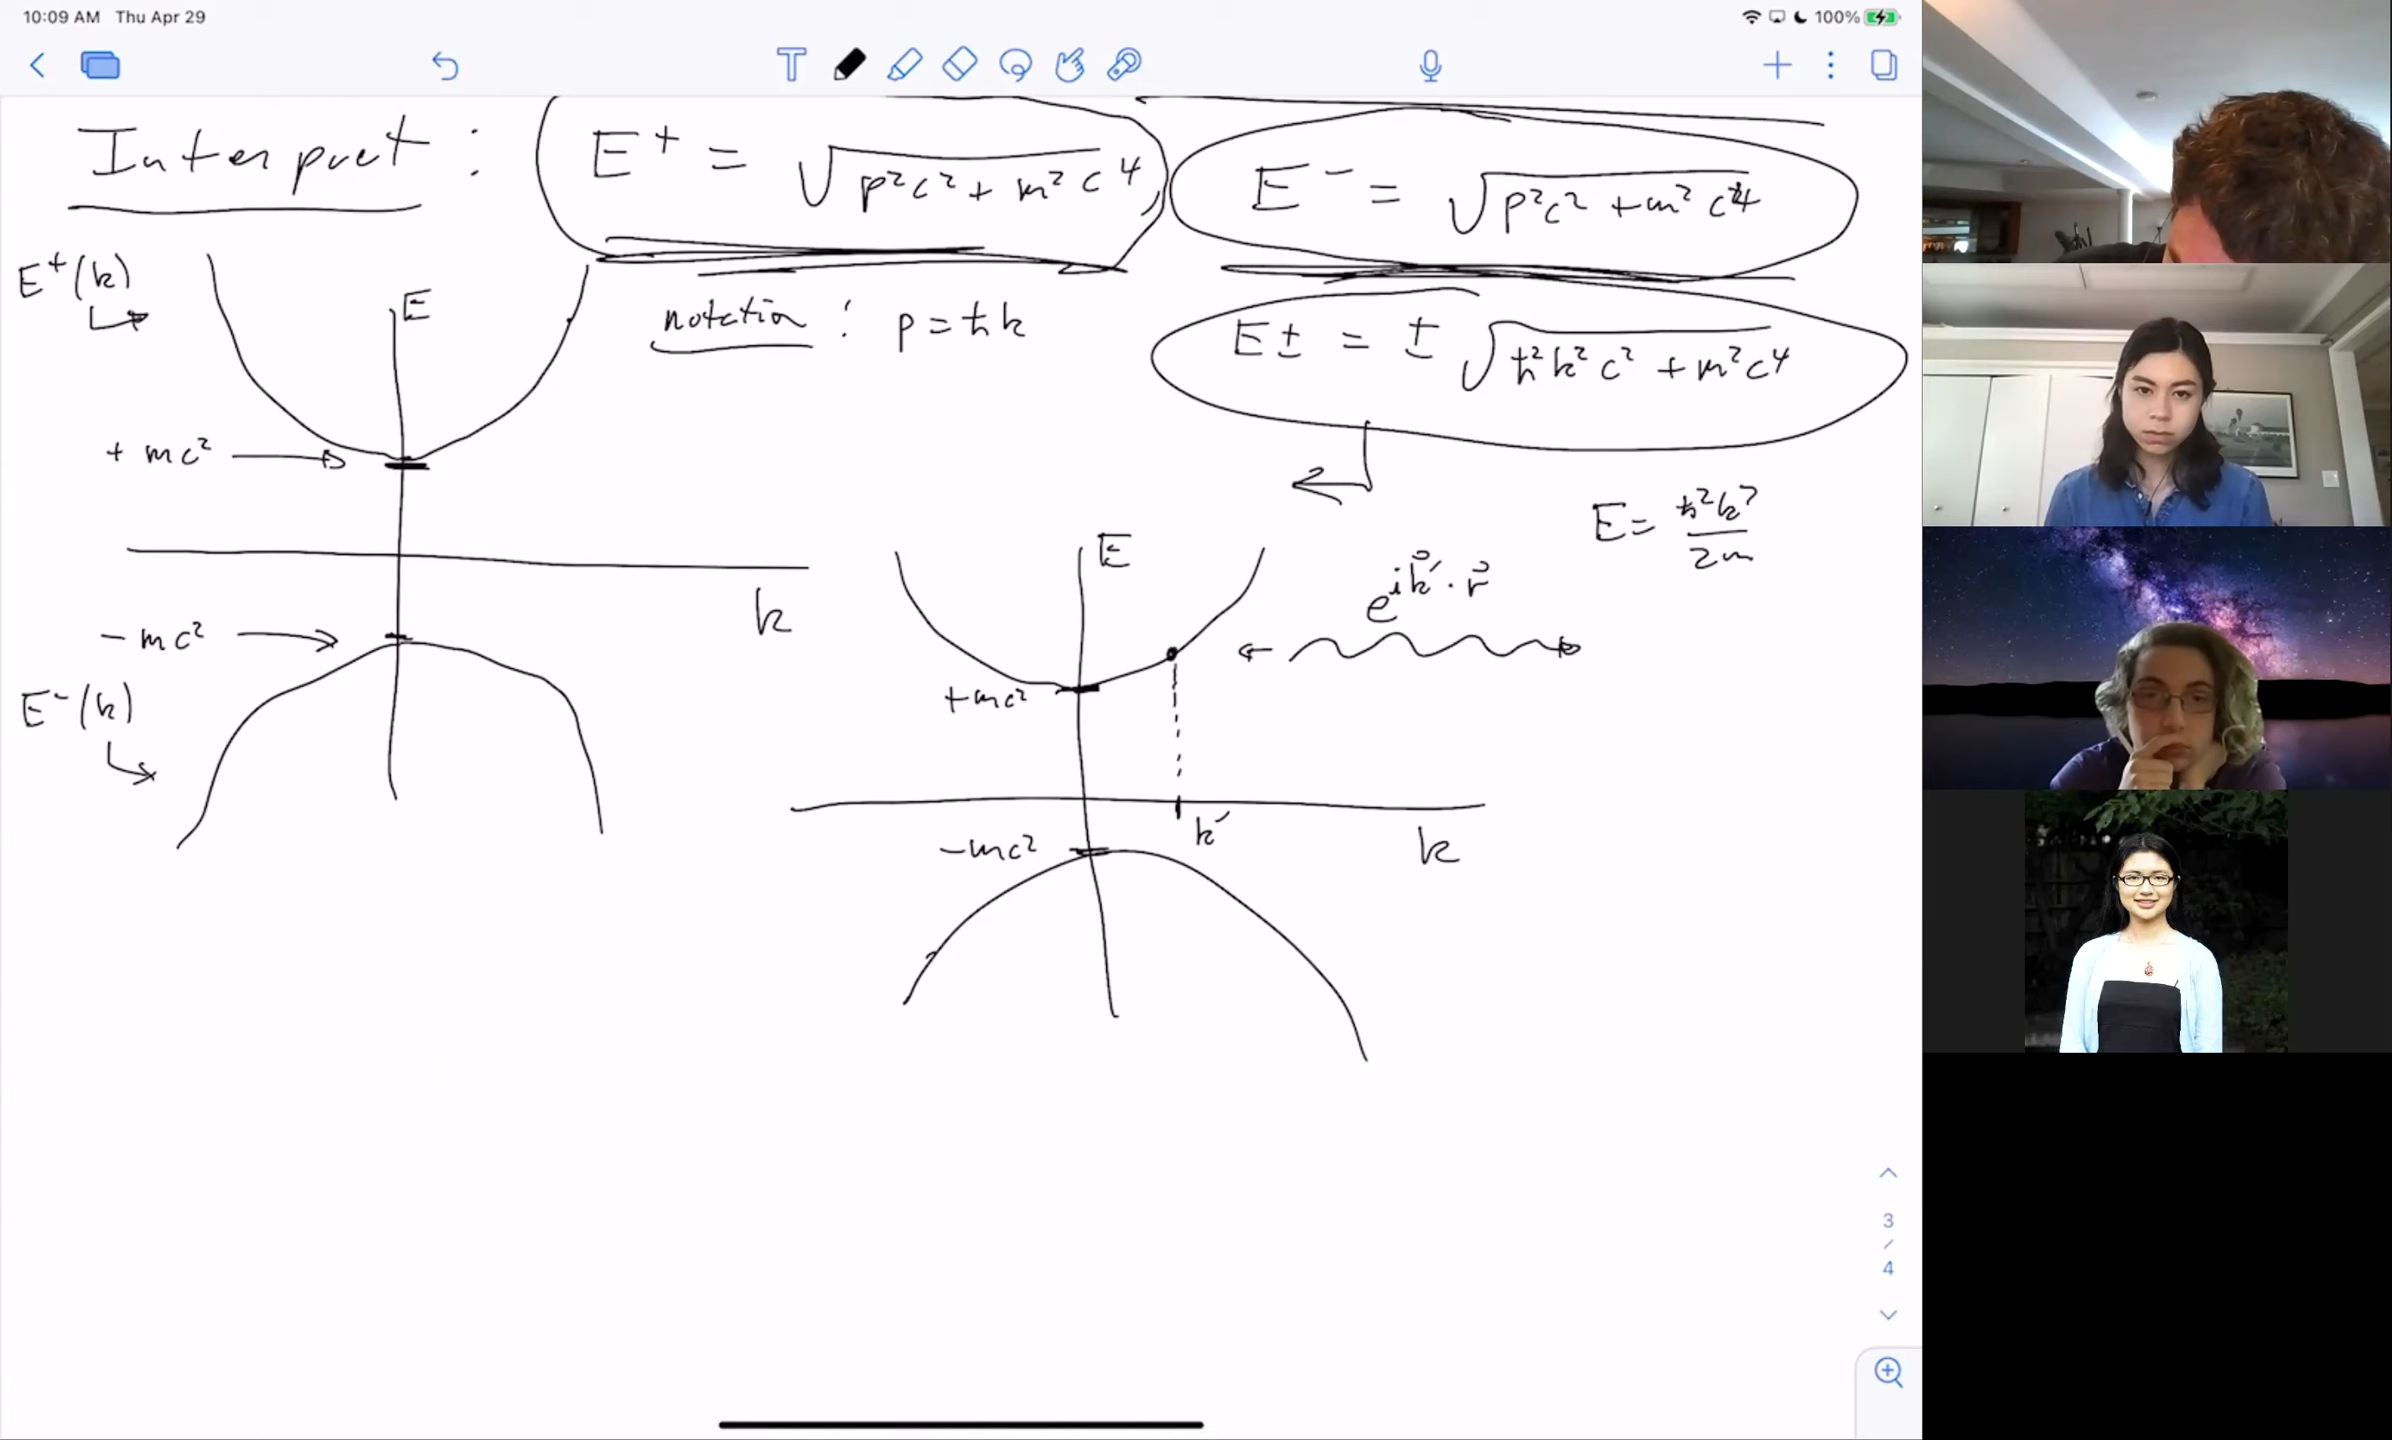 10:09 AM Thu Apr 29
100%
Interpret : E⁺ = √p²c² + m²c⁴
E⁻ = √p²c² + m²c⁴
E⁺(k)
E
notation : p = ħk
E± = ± √ħ²k²c² + m²c⁴
+ mc²
E = ħ²k²/2m
k
- mc²
E⁻(k)
E
e^{ik⃗′·r⃗}
+mc²
k′
k
-mc²
3
/
4